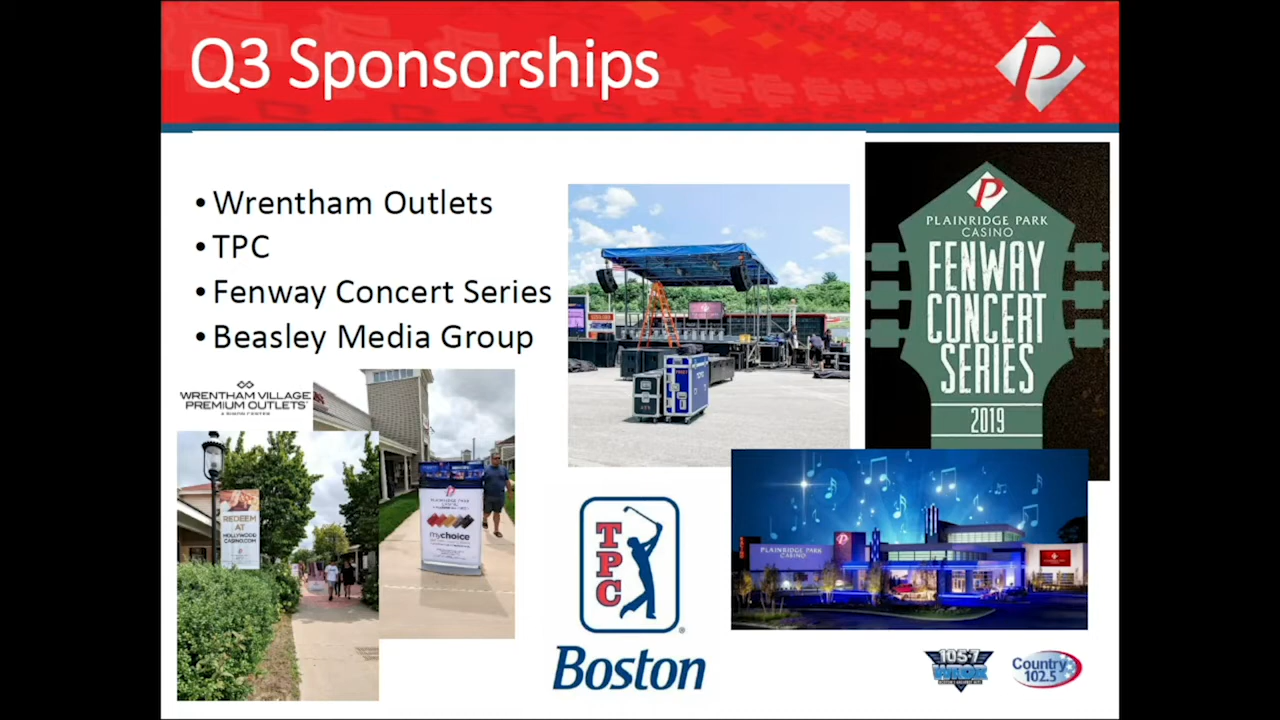 Q3 Sponsorships
P
• Wrentham Outlets
• TPC
• Fenway Concert Series
• Beasley Media Group
WRENTHAM VILLAGE
PREMIUM OUTLETS
REDEEM
AT
HOLLYWOOD
CASINO.COM
PLAINRIDGE PARK
mychoice
P
PLAINRIDGE PARK
CASINO
FENWAY
CONCERT
SERIES
2019
TPC
Boston
PLAINRIDGE PARK
CASINO
105.7
WROR
Country
102.5